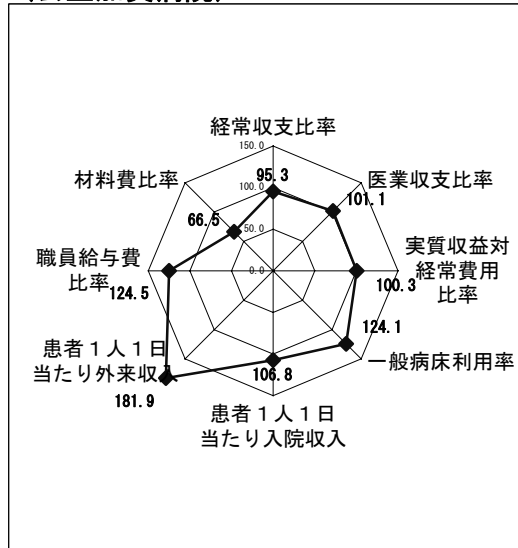 経常収支比率
150.0
95.3
100.0
50.0
0.0
医業収支比率
101.1
実質収益対
経常費用
比率
100.3
124.1
一般病床利用率
106.8
患者１人１日
当たり入院収入
患者１人１日
当たり外来収入
181.9
職員給与費
比率
124.5
材料費比率
66.5